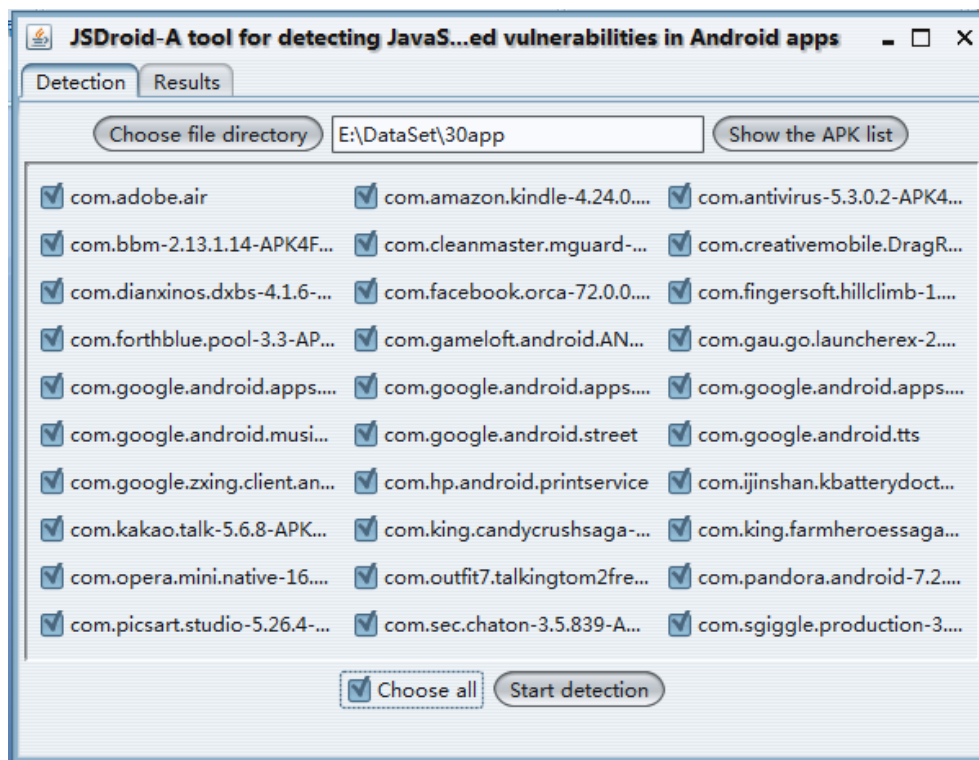 JSDroid-A tool for detecting JavaS...ed vulnerabilities in Android apps
Detection Results
Choose file directory E:\DataSet\30app Show the APK list
com.adobe.air com.amazon.kindle-4.24.0.... com.antivirus-5.3.0.2-APK4...
com.bbm-2.13.1.14-APK4F... com.cleanmaster.mguard-... com.creativemobile.DragR...
com.dianxinos.dxbs-4.1.6-... com.facebook.orca-72.0.0.... com.fingersoft.hillclimb-1....
com.forthblue.pool-3.3-AP... com.gameloft.android.AN... com.gau.go.launcherex-2....
com.google.android.apps.... com.google.android.apps.... com.google.android.apps....
com.google.android.musi... com.google.android.street com.google.android.tts
com.google.zxing.client.an... com.hp.android.printservice com.ijinshan.kbatterydoct...
com.kakao.talk-5.6.8-APK... com.king.candycrushsaga-... com.king.farmheroessaga...
com.opera.mini.native-16.... com.outfit7.talkingtom2fre... com.pandora.android-7.2....
com.picsart.studio-5.26.4-... com.sec.chaton-3.5.839-A... com.sgiggle.production-3....
Choose all Start detection